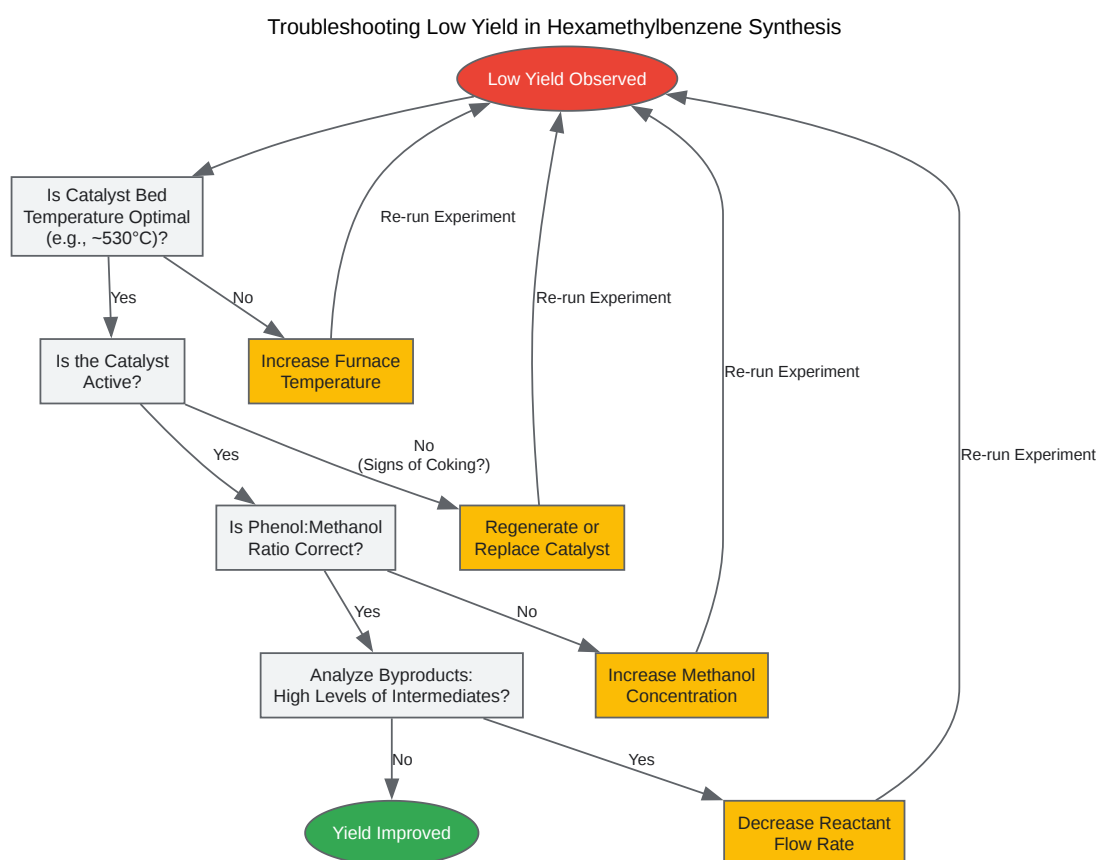 Troubleshooting Low Yield in Hexamethylbenzene Synthesis
Low Yield Observed
Is Catalyst Bed
Temperature Optimal
(e.g., ~530°C)?
Re-run Experiment
Yes
No
Re-run Experiment
Is the Catalyst
Active?
Increase Furnace
Temperature
Re-run Experiment
Yes
No
(Signs of Coking?)
Re-run Experiment
Is Phenol:Methanol
Ratio Correct?
Regenerate or
Replace Catalyst
Yes
No
Analyze Byproducts:
High Levels of Intermediates?
Increase Methanol
Concentration
No
Yes
Yield Improved
Decrease Reactant
Flow Rate